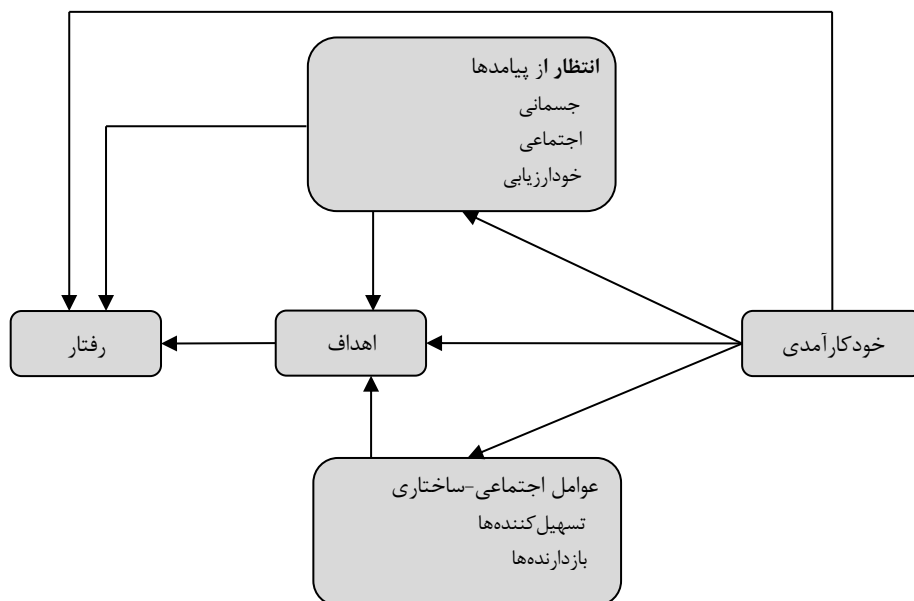 انتظار از پیامدها
جسمانی
اجتماعی
خودارزیابی
خودکارآمدی
اهداف
رفتار
عوامل اجتماعی-ساختاری
تسهیل‌کننده‌ها
بازدارنده‌ها